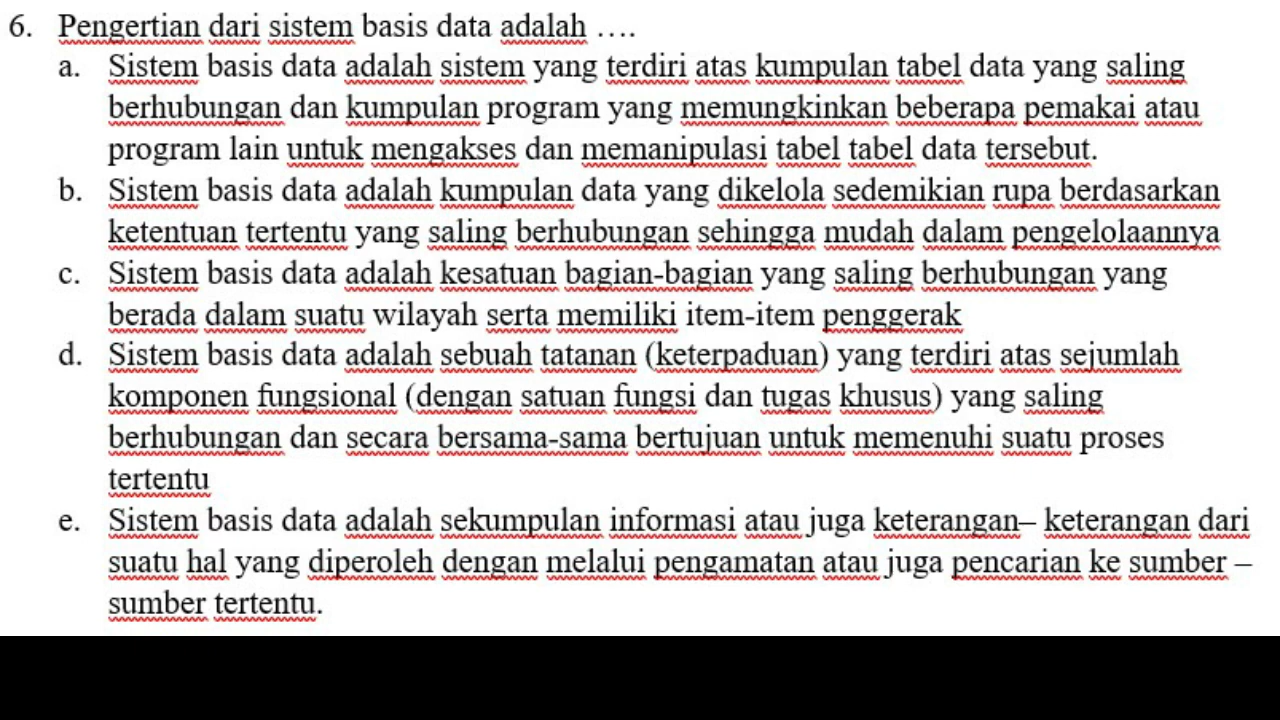 6. Pengertian dari sistem basis data adalah ….
a. Sistem basis data adalah sistem yang terdiri atas kumpulan tabel data yang saling
berhubungan dan kumpulan program yang memungkinkan beberapa pemakai atau
program lain untuk mengakses dan memanipulasi tabel tabel data tersebut.
b. Sistem basis data adalah kumpulan data yang dikelola sedemikian rupa berdasarkan
ketentuan tertentu yang saling berhubungan sehingga mudah dalam pengelolaannya
c. Sistem basis data adalah kesatuan bagian-bagian yang saling berhubungan yang
berada dalam suatu wilayah serta memiliki item-item penggerak
d. Sistem basis data adalah sebuah tatanan (keterpaduan) yang terdiri atas sejumlah
komponen fungsional (dengan satuan fungsi dan tugas khusus) yang saling
berhubungan dan secara bersama-sama bertujuan untuk memenuhi suatu proses
tertentu
e. Sistem basis data adalah sekumpulan informasi atau juga keterangan– keterangan dari
suatu hal yang diperoleh dengan melalui pengamatan atau juga pencarian ke sumber –
sumber tertentu.